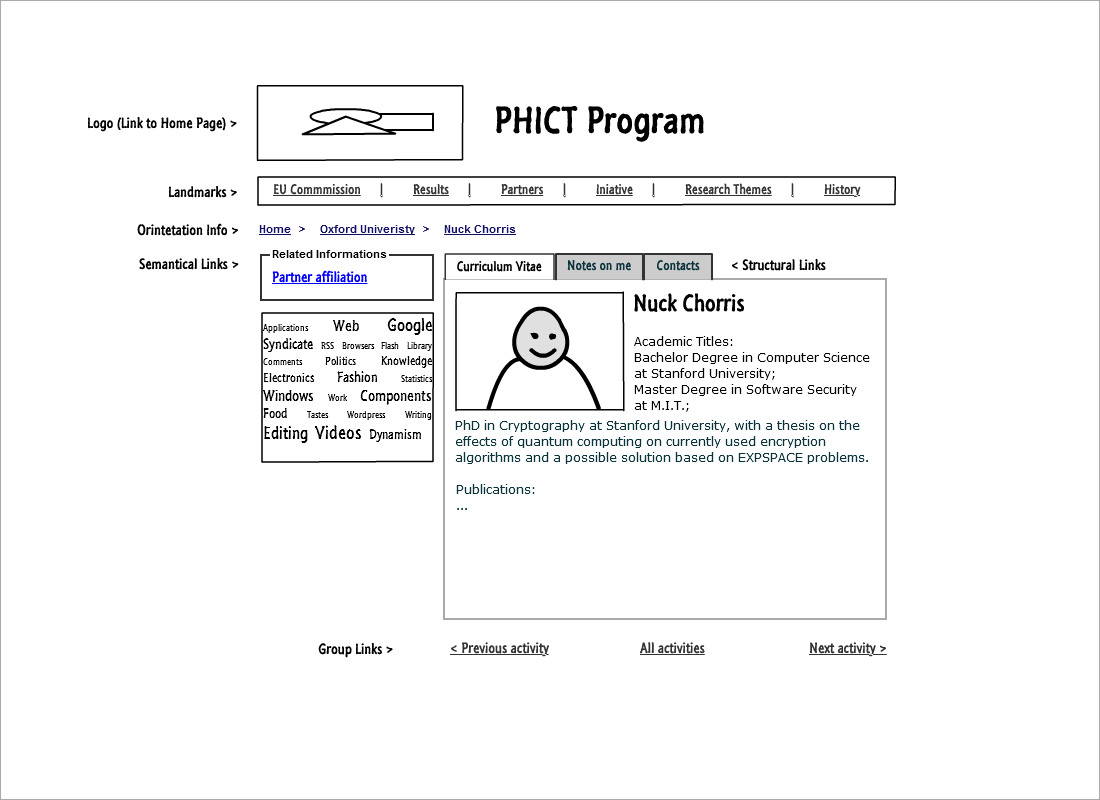 Logo (Link to Home Page) >
PHICT Program
Landmarks >
EU Commmission | Results | Partners | Iniative | Research Themes | History
Orintetation Info >
Home > Oxford Univeristy > Nuck Chorris
Semantical Links >
Related Informations
Partner affiliation
Applications Web Google
Syndicate RSS Browsers Flash Library
Comments Politics Knowledge
Electronics Fashion Statistics
Windows Work Components
Food Tastes Wordpress Writing
Editing Videos Dynamism
Curriculum Vitae Notes on me Contacts < Structural Links
Nuck Chorris
Academic Titles:
Bachelor Degree in Computer Science
at Stanford University;
Master Degree in Software Security
at M.I.T.;
PhD in Cryptography at Stanford University, with a thesis on the
effects of quantum computing on currently used encryption
algorithms and a possible solution based on EXPSPACE problems.
Publications:
...
Group Links >
< Previous activity All activities Next activity >